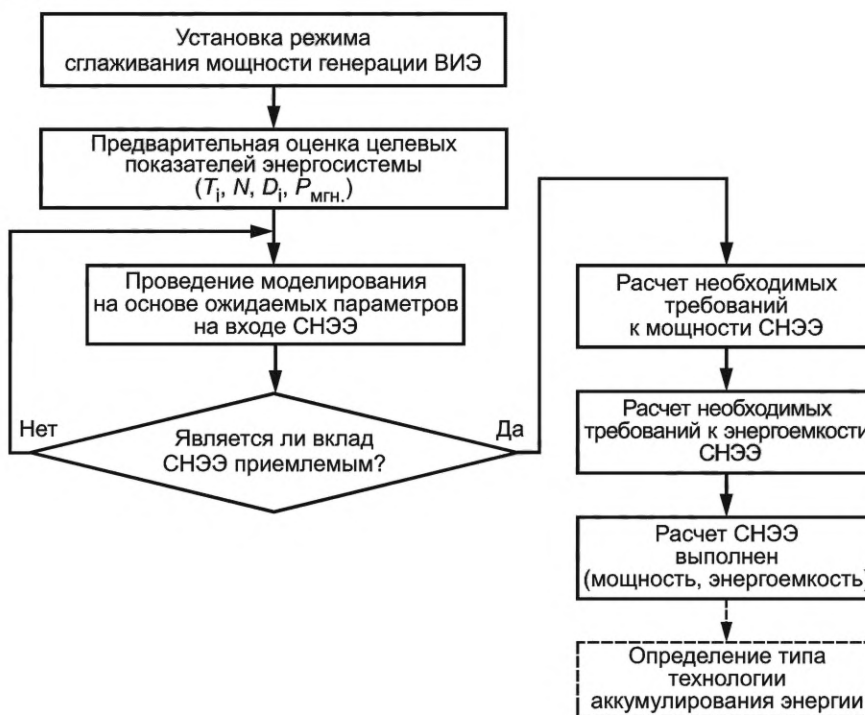 Установка режима
сглаживания мощности генерации ВИЭ
Предварительная оценка целевых
показателей энергосистемы
(Ti, N, Di, Pмгн.)
Проведение моделирования
на основе ожидаемых параметров
на входе СНЭЭ
Нет
Является ли вклад
СНЭЭ приемлемым?
Да
Расчет необходимых
требований
к мощности СНЭЭ
Расчет необходимых
требований к энергоемкости
СНЭЭ
Расчет СНЭЭ
выполнен
(мощность, энергоемкость)
Определение типа
технологии
аккумулирования энергии